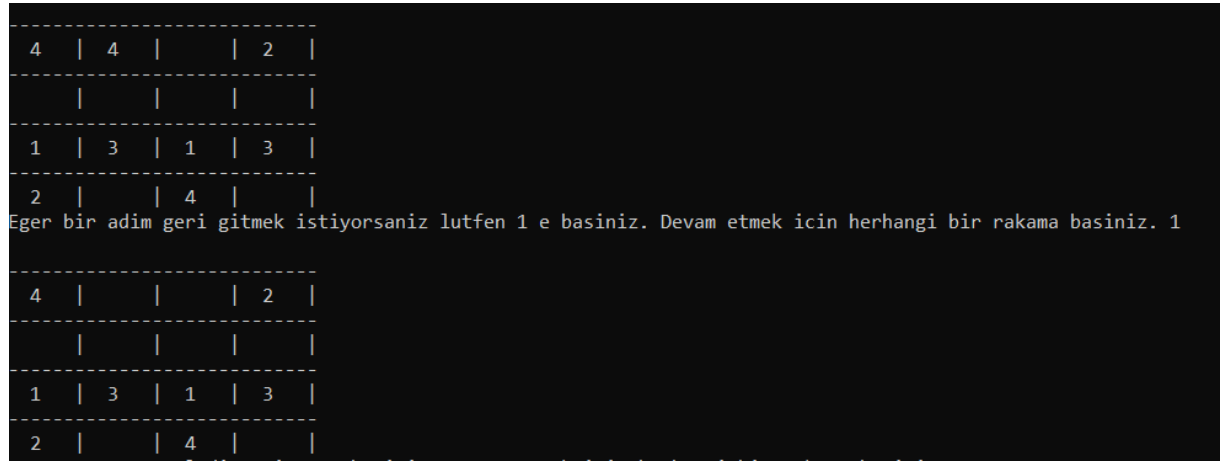 4 | 4 | | 2 |
| | | |
1 | 3 | 1 | 3 |
2 | | 4 | |
Eger bir adim geri gitmek istiyorsaniz lutfen 1 e basiniz. Devam etmek icin herhangi bir rakama basiniz. 1
4 | | | 2 |
| | | |
1 | 3 | 1 | 3 |
2 | | 4 | |